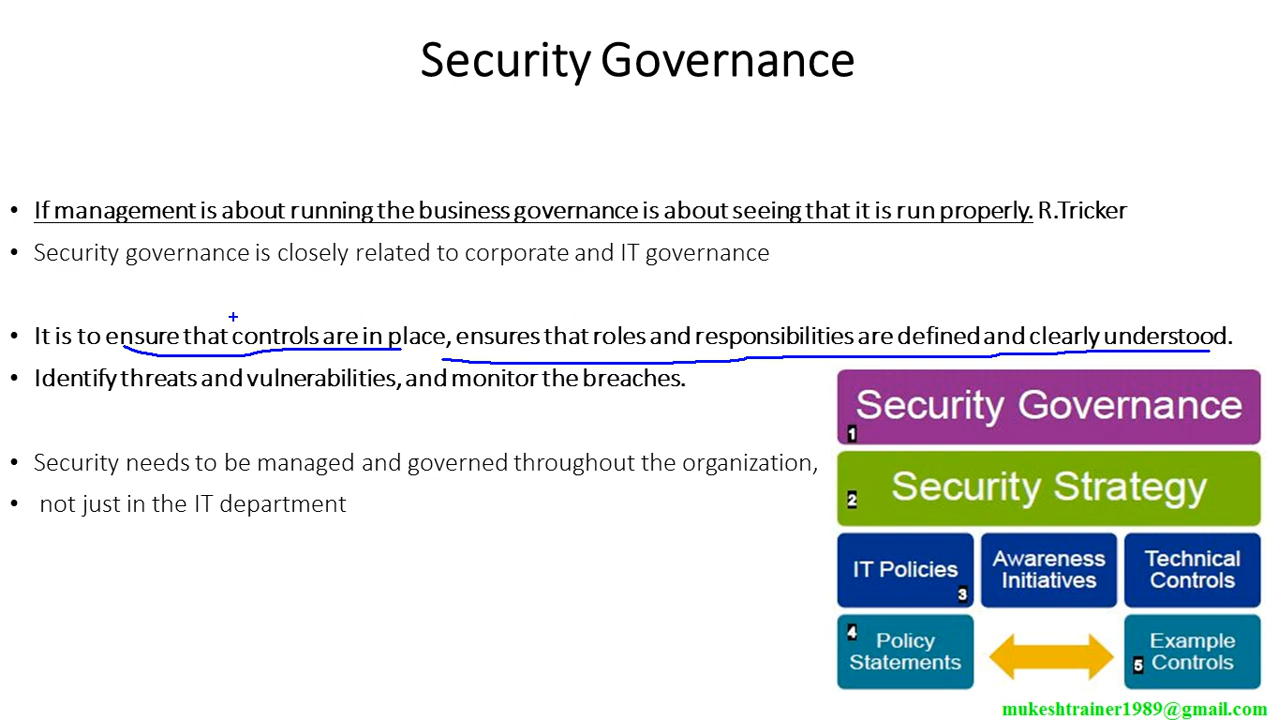 Security Governance
• If management is about running the business governance is about seeing that it is run properly. R.Tricker
• Security governance is closely related to corporate and IT governance
• It is to ensure that controls are in place, ensures that roles and responsibilities are defined and clearly understood.
• Identify threats and vulnerabilities, and monitor the breaches.
• Security needs to be managed and governed throughout the organization,
• not just in the IT department
Security Governance
1
Security Strategy
2
IT Policies
3
Awareness
Initiatives
Technical
Controls
4
Policy
Statements
Example
Controls
5
mukeshtrainer1989@gmail.com